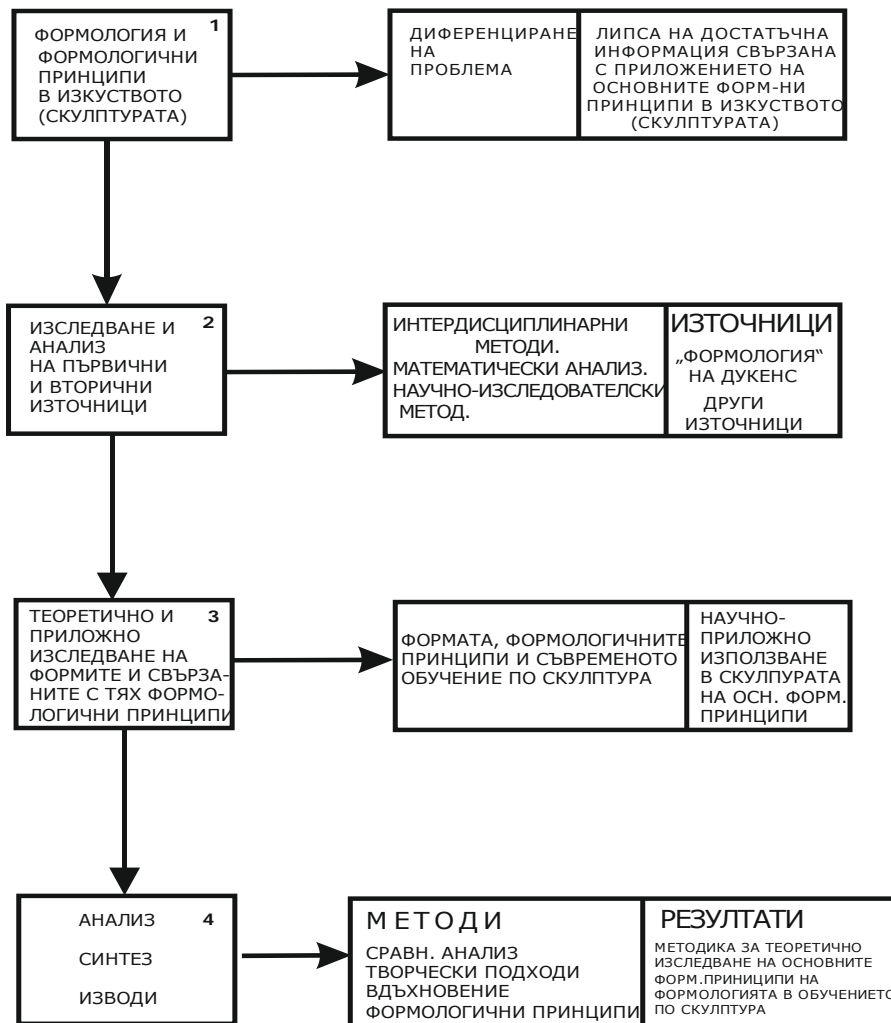 1
ФОРМОЛОГИЯ И
ФОРМОЛОГИЧНИ
ПРИНЦИПИ
В ИЗКУСТВОТО
(СКУЛПТУРАТА)
ДИФЕРЕНЦИРАНЕ
НА
ПРОБЛЕМА
ЛИПСА НА ДОСТАТЪЧНА
ИНФОРМАЦИЯ СВЪРЗАНА
С ПРИЛОЖЕНИЕТО НА
ОСНОВНИТЕ ФОРМ-НИ
ПРИНЦИПИ В ИЗКУСТВОТО
(СКУЛПТУРАТА)
2
ИЗСЛЕДВАНЕ И
АНАЛИЗ
НА ПЪРВИЧНИ
И ВТОРИЧНИ
ИЗТОЧНИЦИ
ИНТЕРДИСЦИПЛИНАРНИ
МЕТОДИ.
МАТЕМАТИЧЕСКИ АНАЛИЗ.
НАУЧНО-ИЗСЛЕДОВАТЕЛСКИ
МЕТОД.
ИЗТОЧНИЦИ
„ФОРМОЛОГИЯ“
НА ДУКЕНС
ДРУГИ
ИЗТОЧНИЦИ
ТЕОРЕТИЧНО И 3
ПРИЛОЖНО
ИЗСЛЕДВАНЕ НА
ФОРМИТЕ И СВЪРЗА-
НИТЕ С ТЯХ ФОРМО-
ЛОГИЧНИ ПРИНЦИПИ
ФОРМАТА, ФОРМОЛОГИЧНИТЕ
ПРИНЦИПИ И СЪВРЕМЕНОТО
ОБУЧЕНИЕ ПО СКУЛПТУРА
НАУЧНО-
ПРИЛОЖНО
ИЗПОЛЗВАНЕ
В СКУЛПУРАТА
НА ОСН. ФОРМ.
ПРИНЦИПИ
АНАЛИЗ 4
СИНТЕЗ
ИЗВОДИ
МЕТОДИ
СРАВН. АНАЛИЗ
ТВОРЧЕСКИ ПОДХОДИ
ВДЪХНОВЕНИЕ
ФОРМОЛОГИЧНИ ПРИНЦИПИ
РЕЗУЛТАТИ
МЕТОДИКА ЗА ТЕОРЕТИЧНО
ИЗСЛЕДВАНЕ НА ОСНОВНИТЕ
ФОРМ.ПРИНИЦИПИ НА
ФОРМОЛОГИЯТА В ОБУЧЕНИЕТО
ПО СКУЛПТУРА